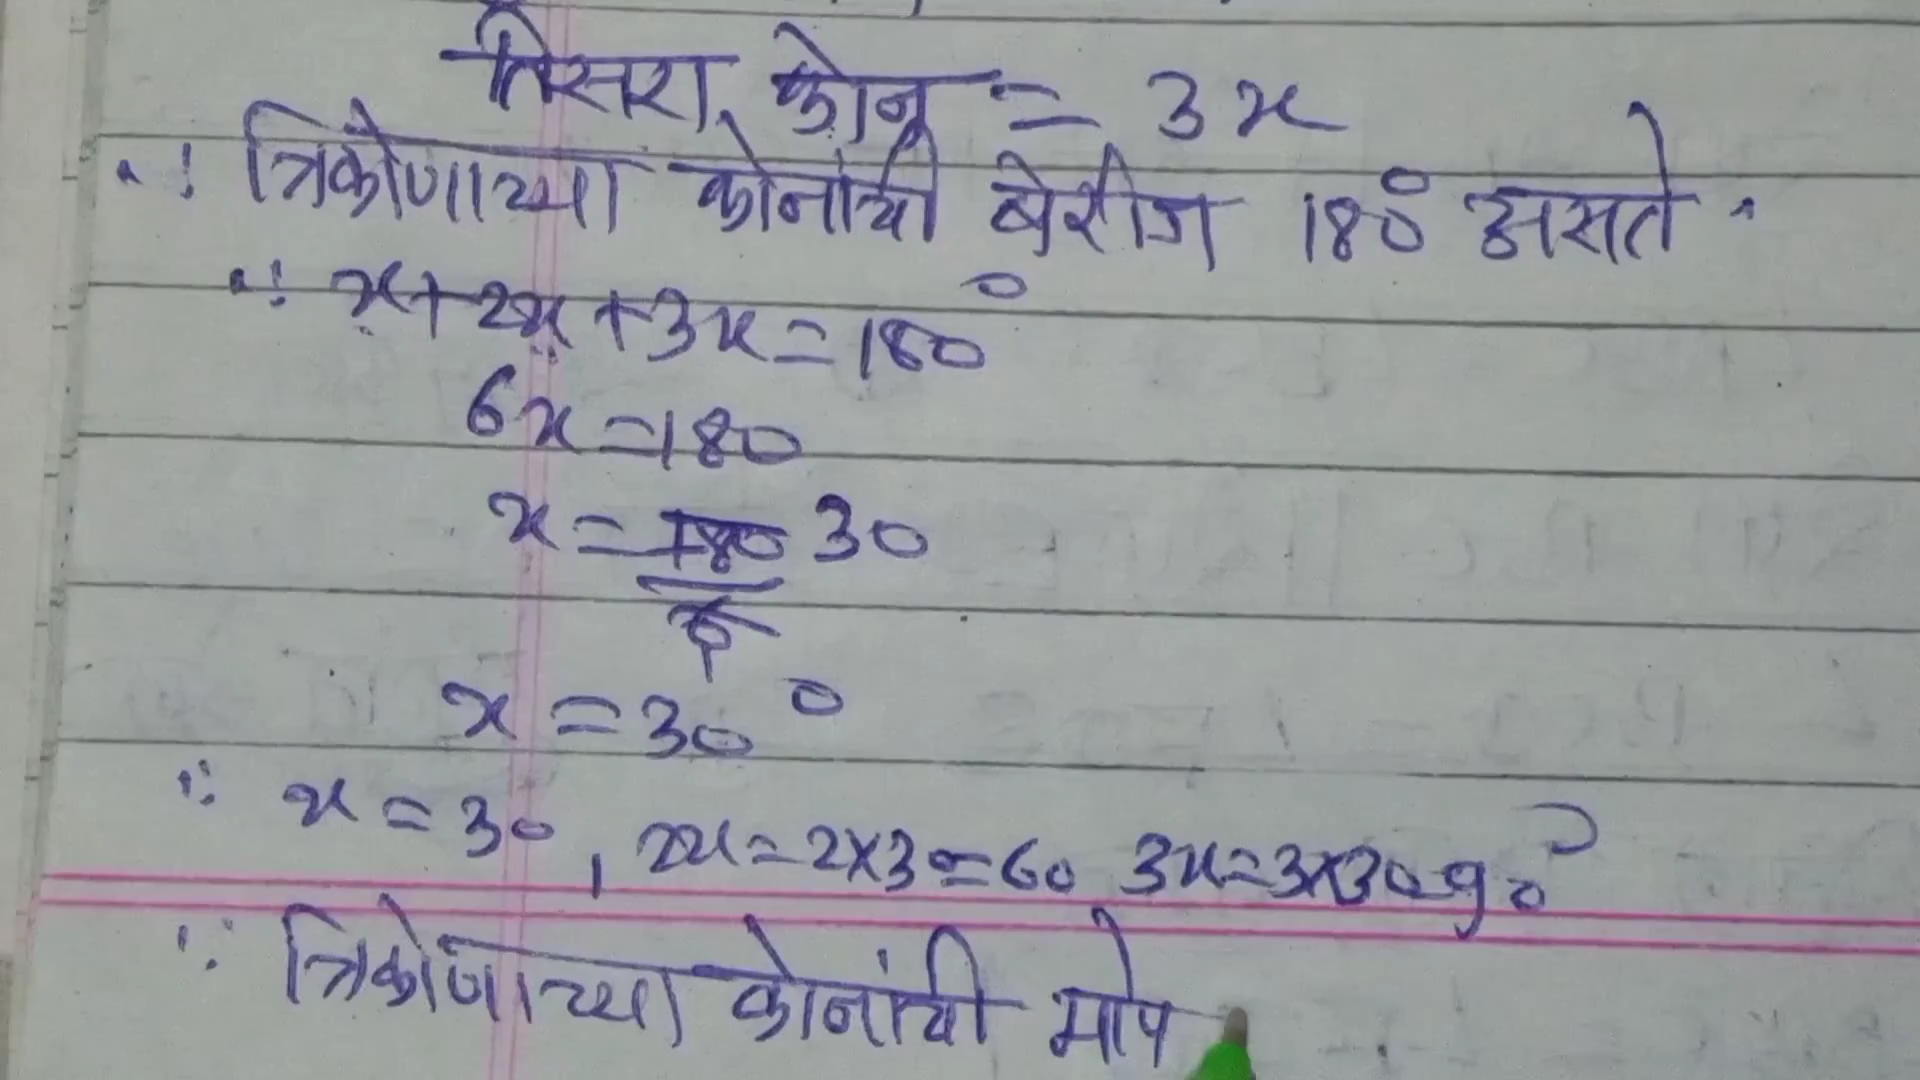 तिसरा कोन = 3x
∴ त्रिकोणाच्या कोनांची बेरीज 180° असते.
∴ x + 2x + 3x = 180°
6x = 180
x = 180 30
6
x = 30°
∵ x = 30, 2x = 2×30=60 3x=3×30=90°
∵ त्रिकोणाच्या कोनांची माप